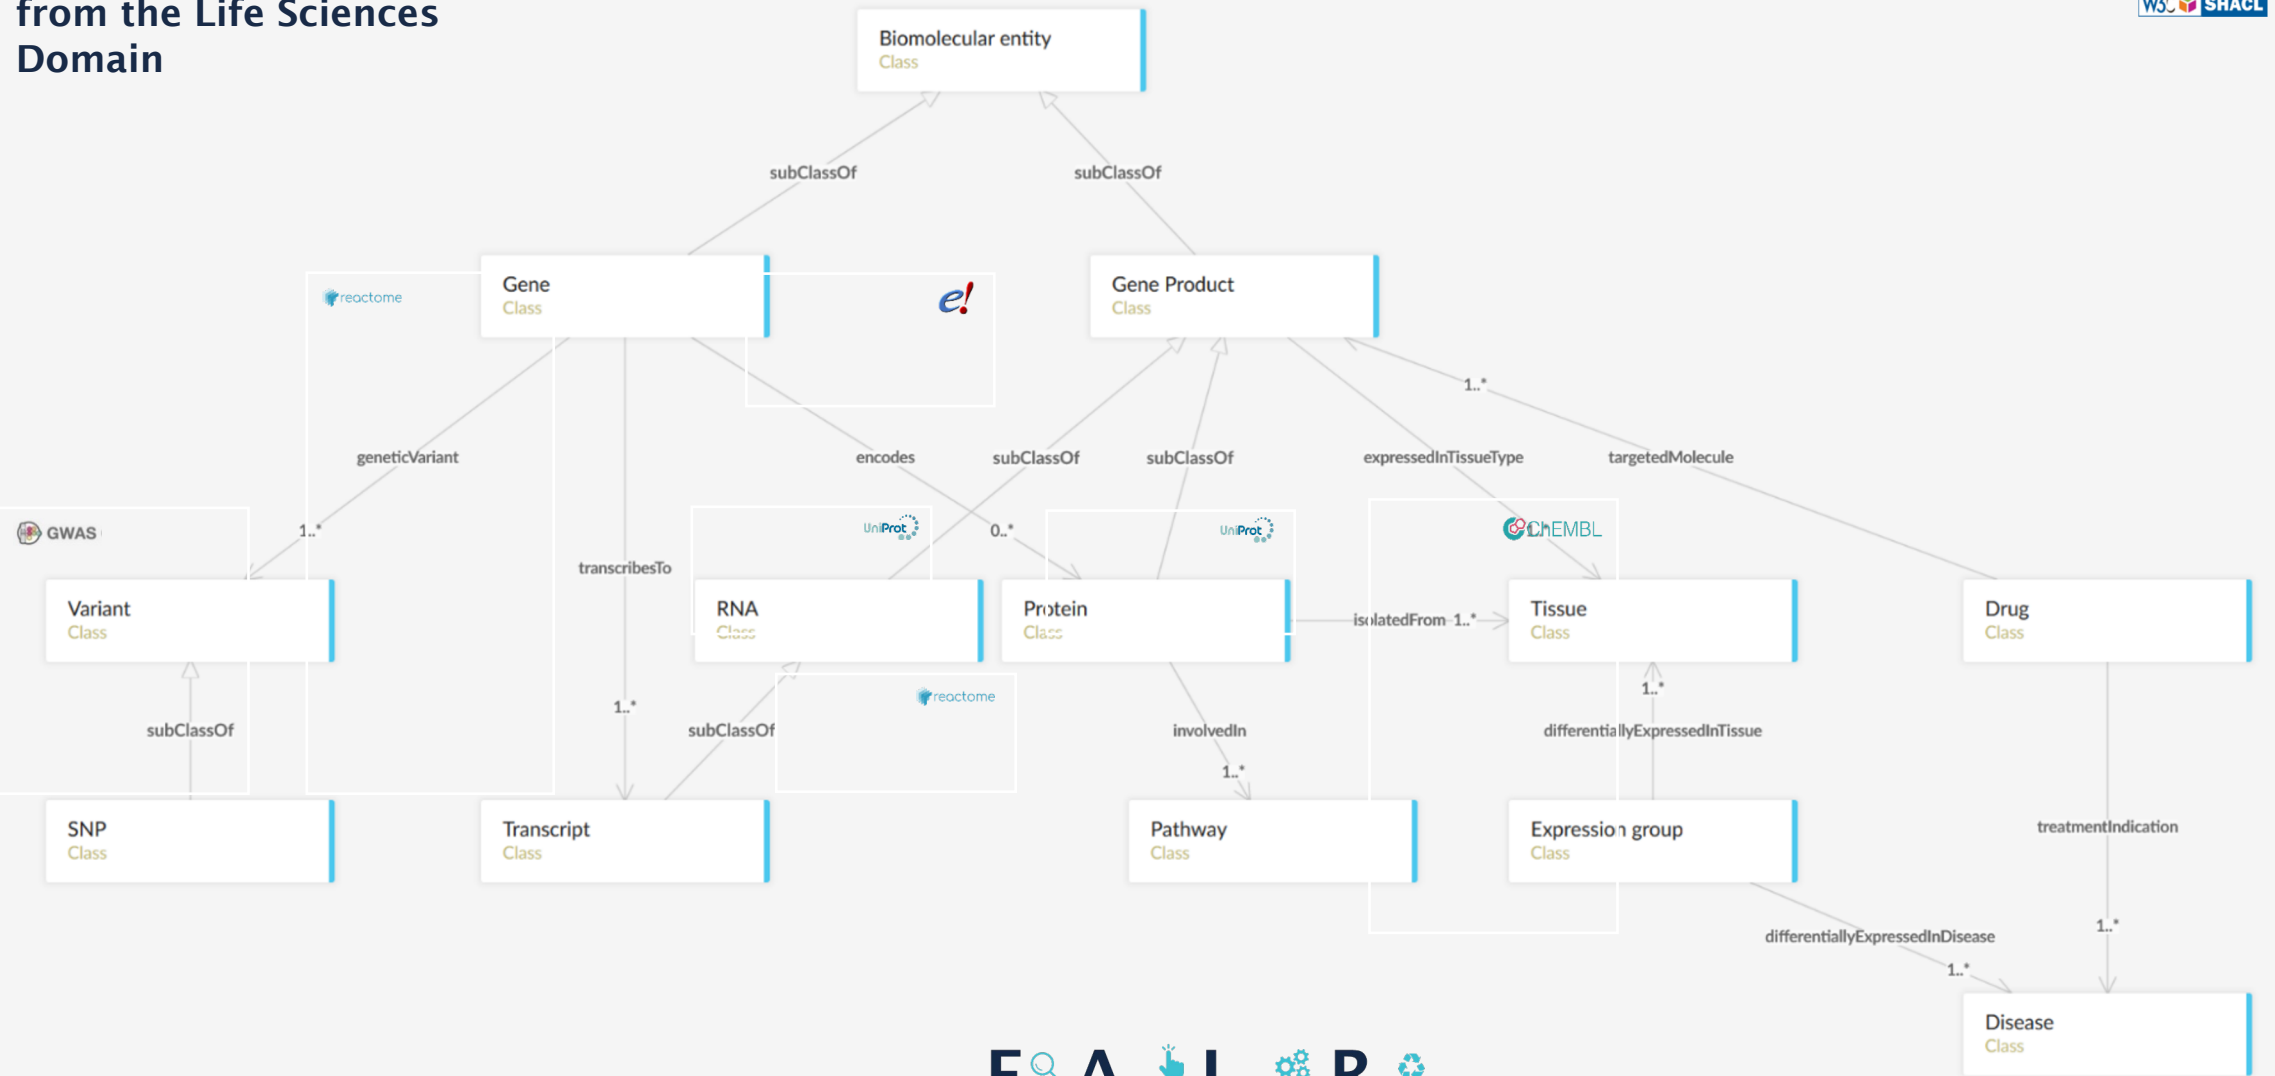 from the Life Sciences
Domain
W3C SHACL
Biomolecular entity
Class
subClassOf
subClassOf
Gene
Class
Gene Product
Class
reactome
e!
1..*
geneticVariant
encodes
subClassOf
subClassOf
expressedInTissueType
targetedMolecule
GWAS
1..*
UniProt
0..*
UniProt
ChEMBL
transcribesTo
Variant
Class
RNA
Class
Protein
Class
isolatedFrom 1..*
Tissue
Class
Drug
Class
reactome
1..*
1..*
subClassOf
subClassOf
involvedIn
differentiallyExpressedInTissue
1..*
SNP
Class
Transcript
Class
Pathway
Class
Expression group
Class
treatmentIndication
1..*
differentiallyExpressedInDisease
1..*
Disease
Class
F A I R